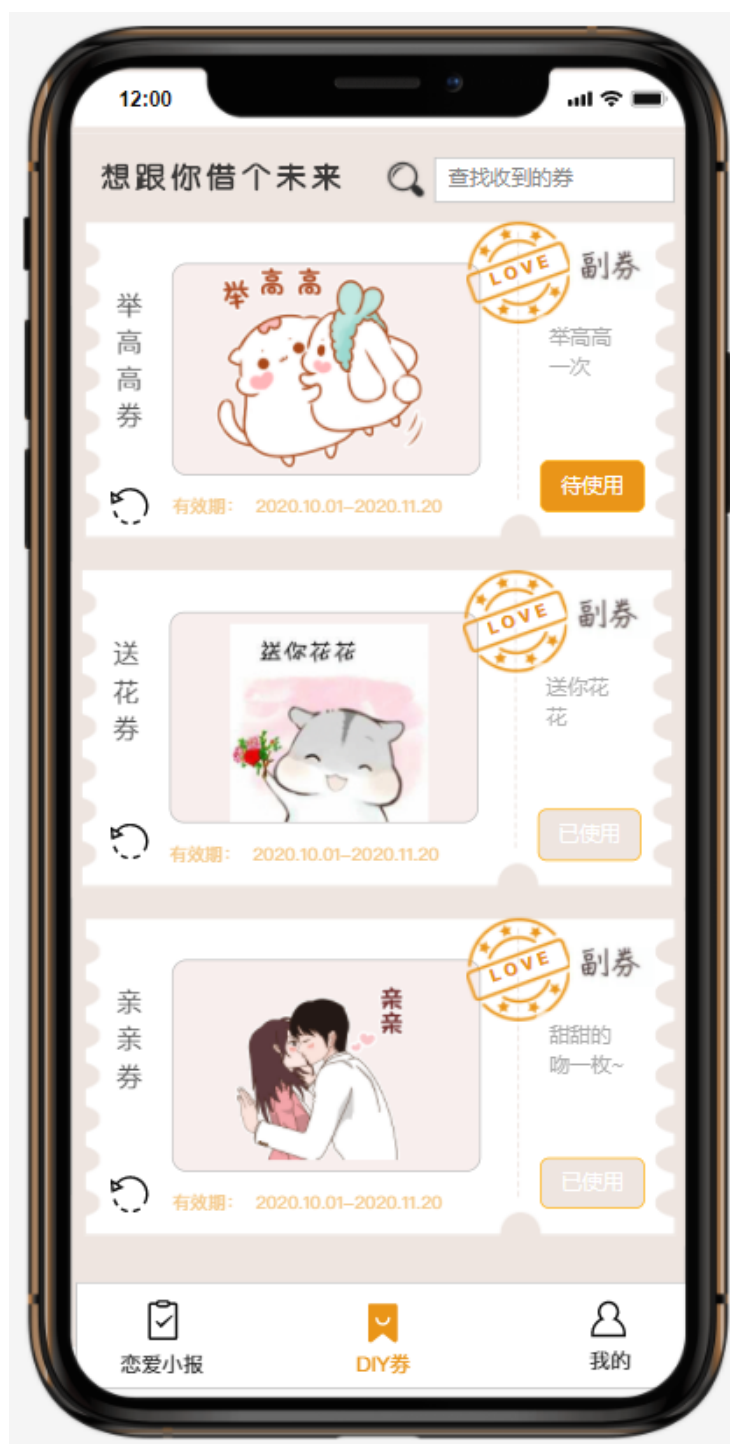 12:00
想跟你借个未来
查找收到的券
举高高券
举高高
LOVE
副券
举高高
一次
待使用
有效期： 2020.10.01-2020.11.20
送花券
送你花花
LOVE
副券
送你花
花
已使用
有效期： 2020.10.01-2020.11.20
亲亲券
亲亲
LOVE
副券
甜甜的
吻一枚~
已使用
有效期： 2020.10.01-2020.11.20
恋爱小报
DIY券
我的